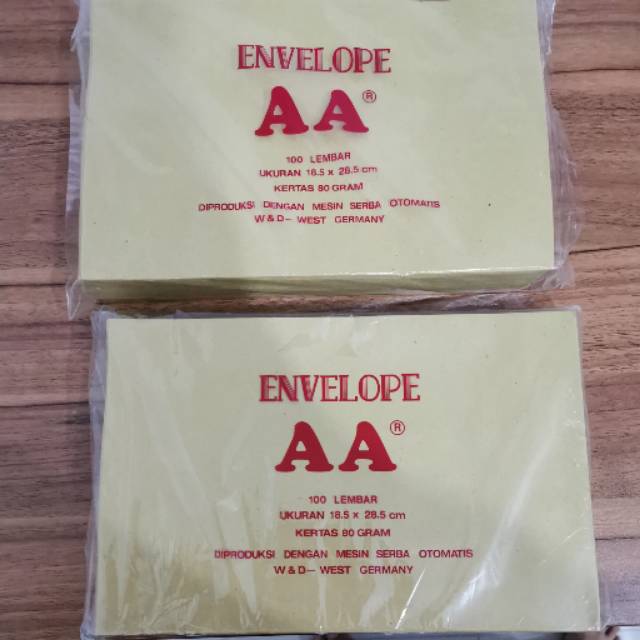 ENVELOPE
AA®
100 LEMBAR
UKURAN 18.5 x 28.5 cm
KERTAS 80 GRAM
DIPRODUKSI DENGAN MESIN SERBA OTOMATIS
W & D– WEST GERMANY
ENVELOPE
AA®
100 LEMBAR
UKURAN 18.5 x 28.5 cm
KERTAS 80 GRAM
DIPRODUKSI DENGAN MESIN SERBA OTOMATIS
W & D– WEST GERMANY